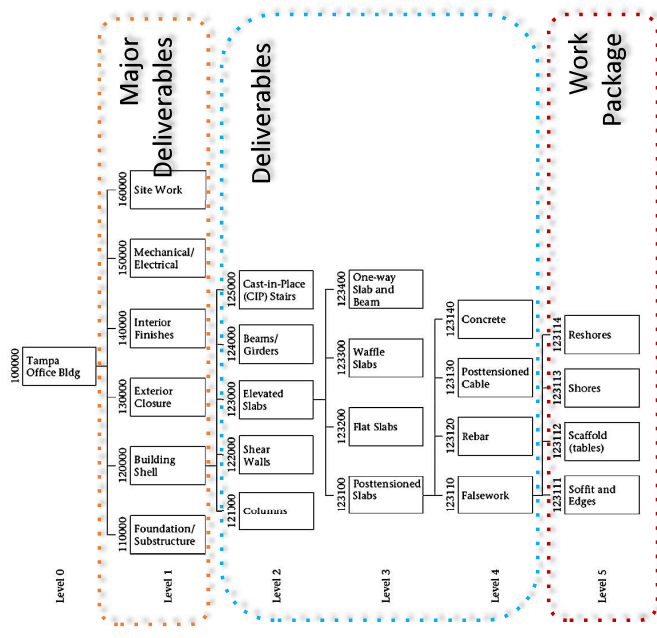 Major
Deliverables
Deliverables
Work
Package
Level 0
100000
Tampa
Office Bldg
Level 1
110000
Foundation/
Substructure
120000
Building
Shell
130000
Exterior
Closure
140000
Interior
Finishes
150000
Mechanical/
Electrical
160000
Site Work
Level 2
121000
Columns
122000
Shear
Walls
123000
Elevated
Slabs
124000
Beams/
Girders
125000
Cast-in-Place
(CIP) Stairs
Level 3
123100
Posttensioned
Slabs
123200
Flat Slabs
123300
Waffle
Slabs
123400
One-way
Slab and
Beam
Level 4
123110
Falsework
123120
Rebar
123130
Posttensioned
Cable
123140
Concrete
Level 5
123111
Soffit and
Edges
123112
Scaffold
(tables)
123113
Shores
123114
Reshores